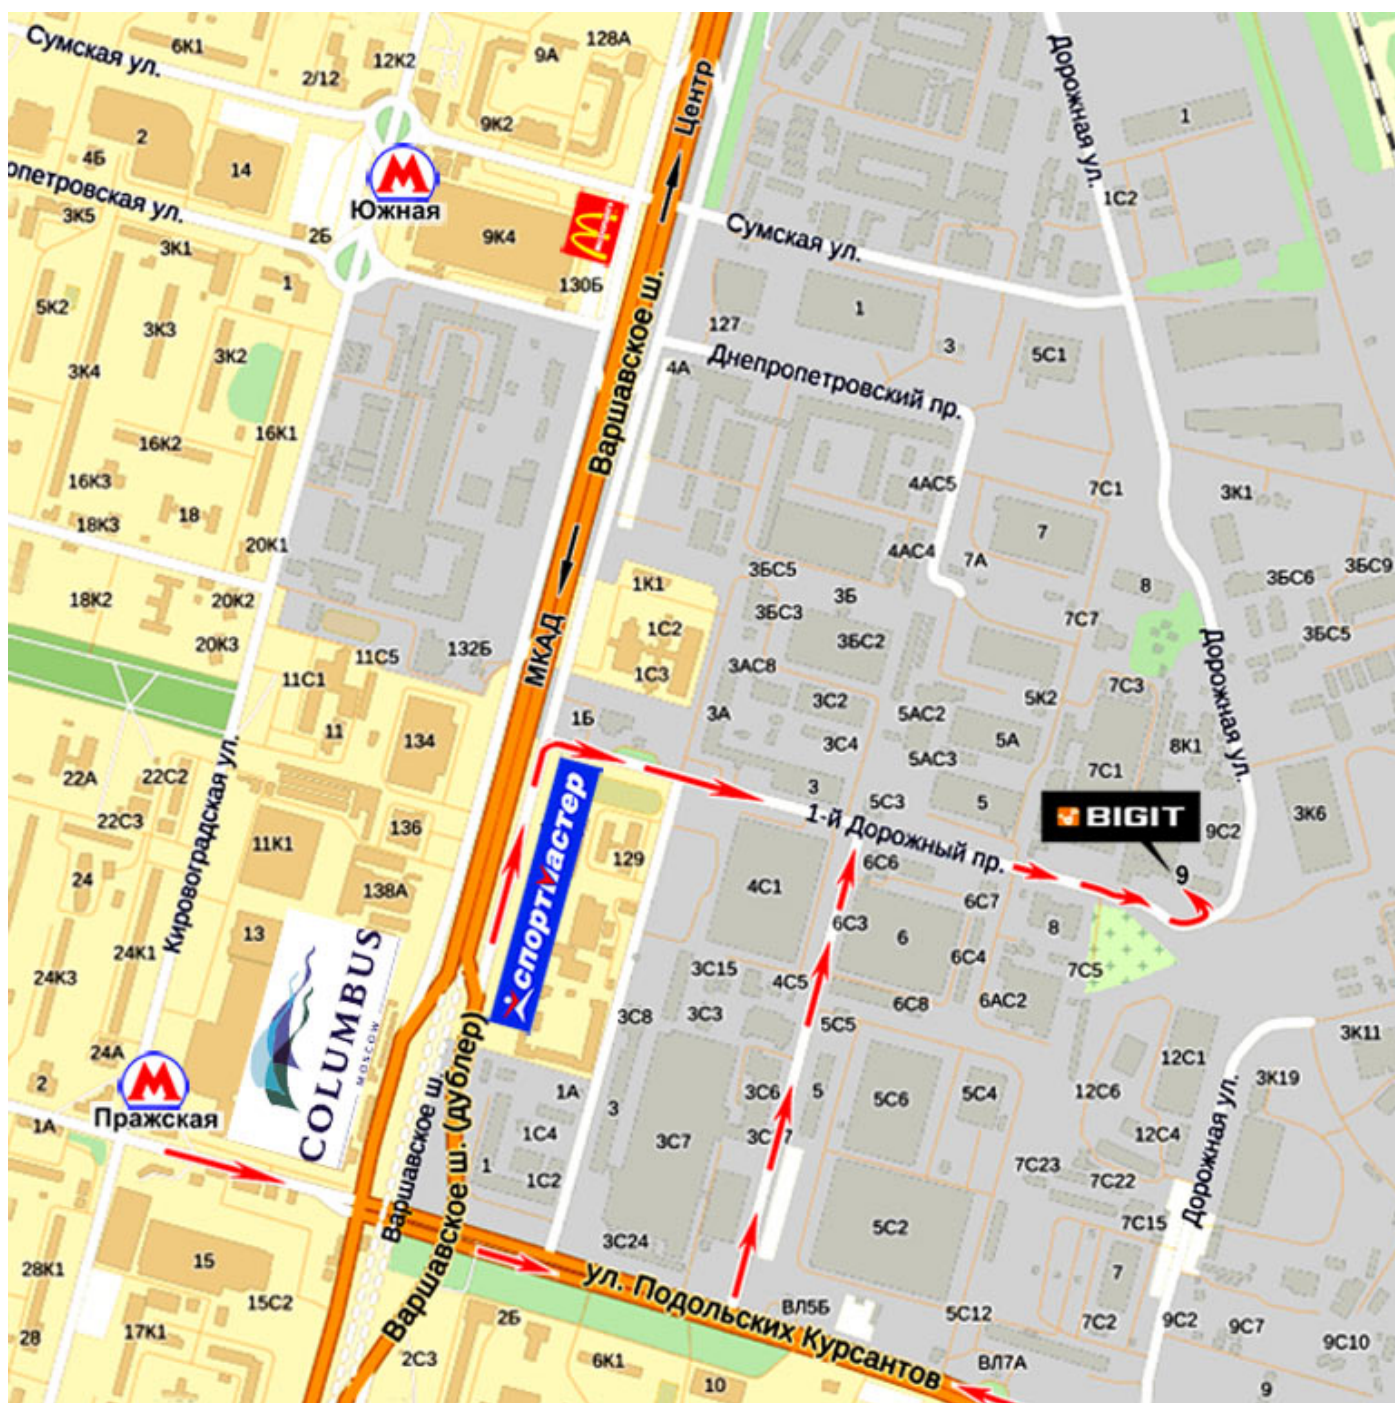 Сумская ул.
6К1
12К2
2/12
9А
128А
Центр
Дорожная ул.
1
2
4Б
14
9К2
1С2
опетровская ул.
Южная
3К5
3К1
2Б
9К4
130Б
Сумская ул.
1
5К2
3К3
3К2
3К4
1
127
3
5С1
Варшавское ш.
4А
Днепропетровский пр.
16К2
16К1
16К3
18К3
18
20К1
4АС5
7С1
3К1
7
4АС4
7А
18К2
20К2
20К3
1К1
3БС5
3Б
3БС3
3БС2
8
7С7
3БС6
3БС9
3БС5
МКАД
132Б
11С5
11С1
1С2
1С3
3АС8
3С2
3А
3С4
5АС2
5АС3
5К2
5А
7С3
Дорожная ул.
8К1
7С1
11
134
1Б
22А
22С2
22С3
Кировоградская ул.
136
11К1
138А
спортмастер
129
3
5С3
5
1-й Дорожный пр.
BIGIT
9С2
3К6
9
24
24К1
24К3
13
4С1
6С6
6С7
6С3
6
6С4
8
7С5
COLUMBUS
MOSCOW
3С15
4С5
3С8
3С3
5С5
6С8
6АС2
24А
2
1А
Пражская
Варшавское ш.
Варшавское ш. (дублер)
1А
1С4
1
1С2
3
3С7
3С6
5
5С6
5С4
12С1
12С6
12С4
3К11
3К19
Дорожная ул.
7С23
7С22
7С15
5С2
3С24
15
28К1
15С2
17К1
28
ул. Подольских Курсантов
ВЛ5Б
5С12
ВЛ7А
7
7С2
9С2
9С7
9С10
9
2Б
2С3
6К1
10